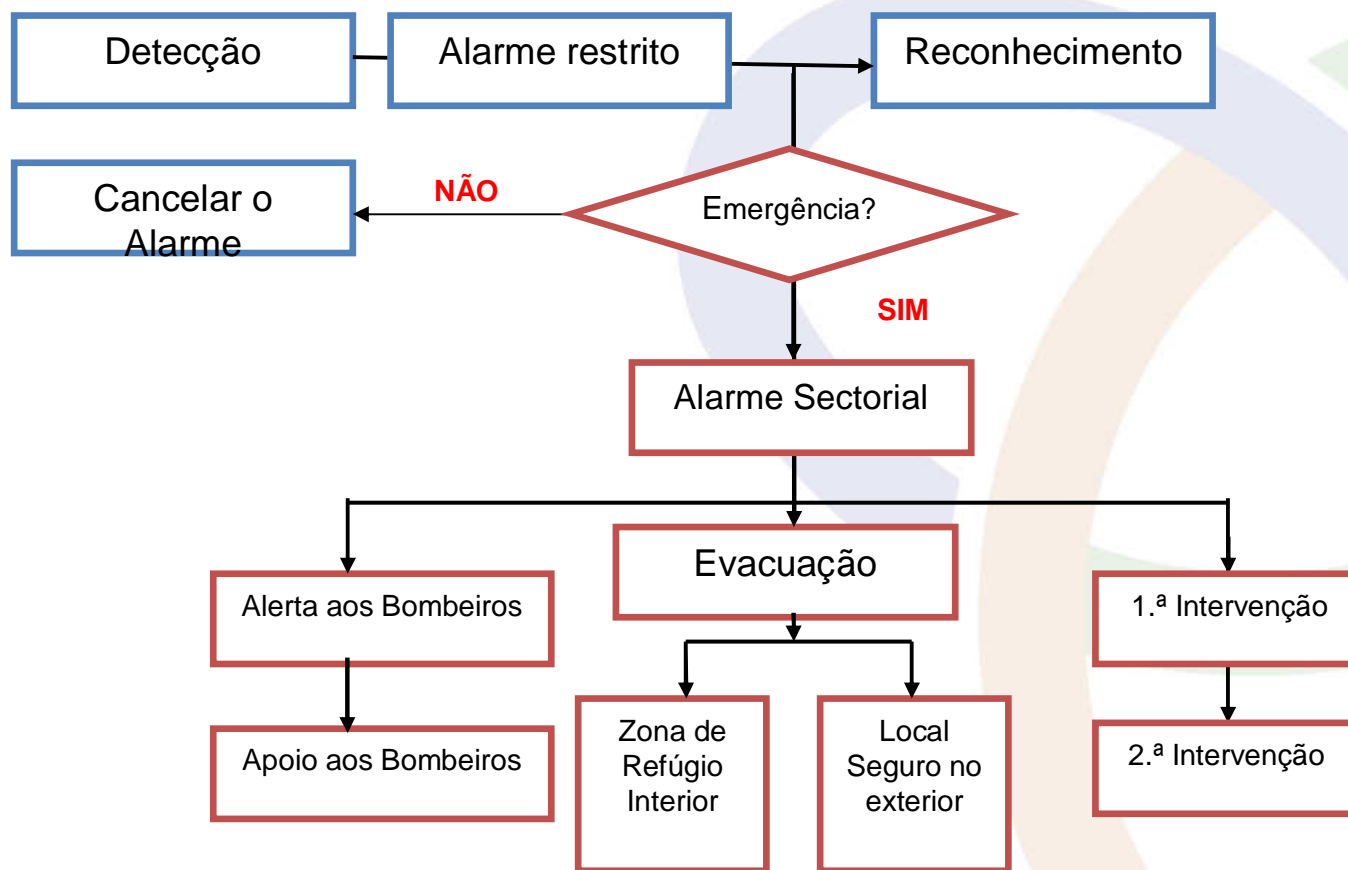 Detecção
Alarme restrito
Reconhecimento
Cancelar o
Alarme
NÃO
Emergência?
SIM
Alarme Sectorial
Evacuação
Alerta aos Bombeiros
1.ª Intervenção
Apoio aos Bombeiros
Zona de
Refúgio
Interior
Local
Seguro no
exterior
2.ª Intervenção